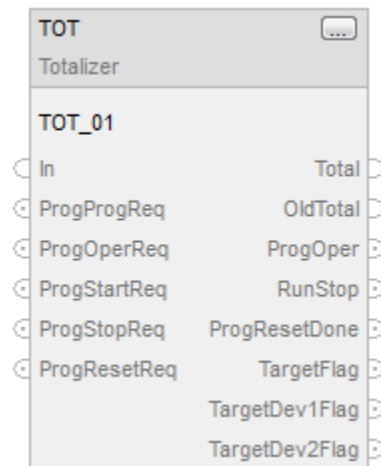 TOT ...
Totalizer
TOT_01
In Total
ProgProgReq OldTotal
ProgOperReq ProgOper
ProgStartReq RunStop
ProgStopReq ProgResetDone
ProgResetReq TargetFlag
TargetDev1Flag
TargetDev2Flag